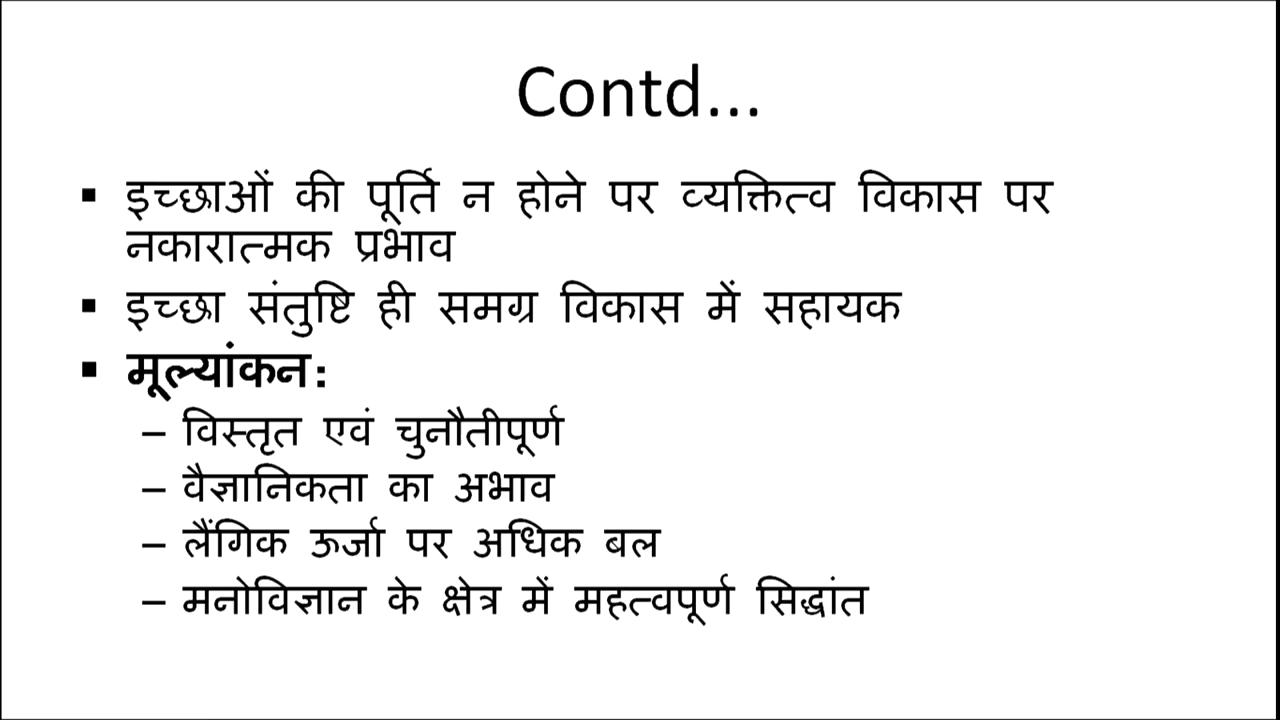 Contd...
▪ इच्छाओं की पूर्ति न होने पर व्यक्तित्व विकास पर
नकारात्मक प्रभाव
▪ इच्छा संतुष्टि ही समग्र विकास में सहायक
▪ मूल्यांकन:
– विस्तृत एवं चुनौतीपूर्ण
– वैज्ञानिकता का अभाव
– लैंगिक ऊर्जा पर अधिक बल
– मनोविज्ञान के क्षेत्र में महत्वपूर्ण सिद्धांत